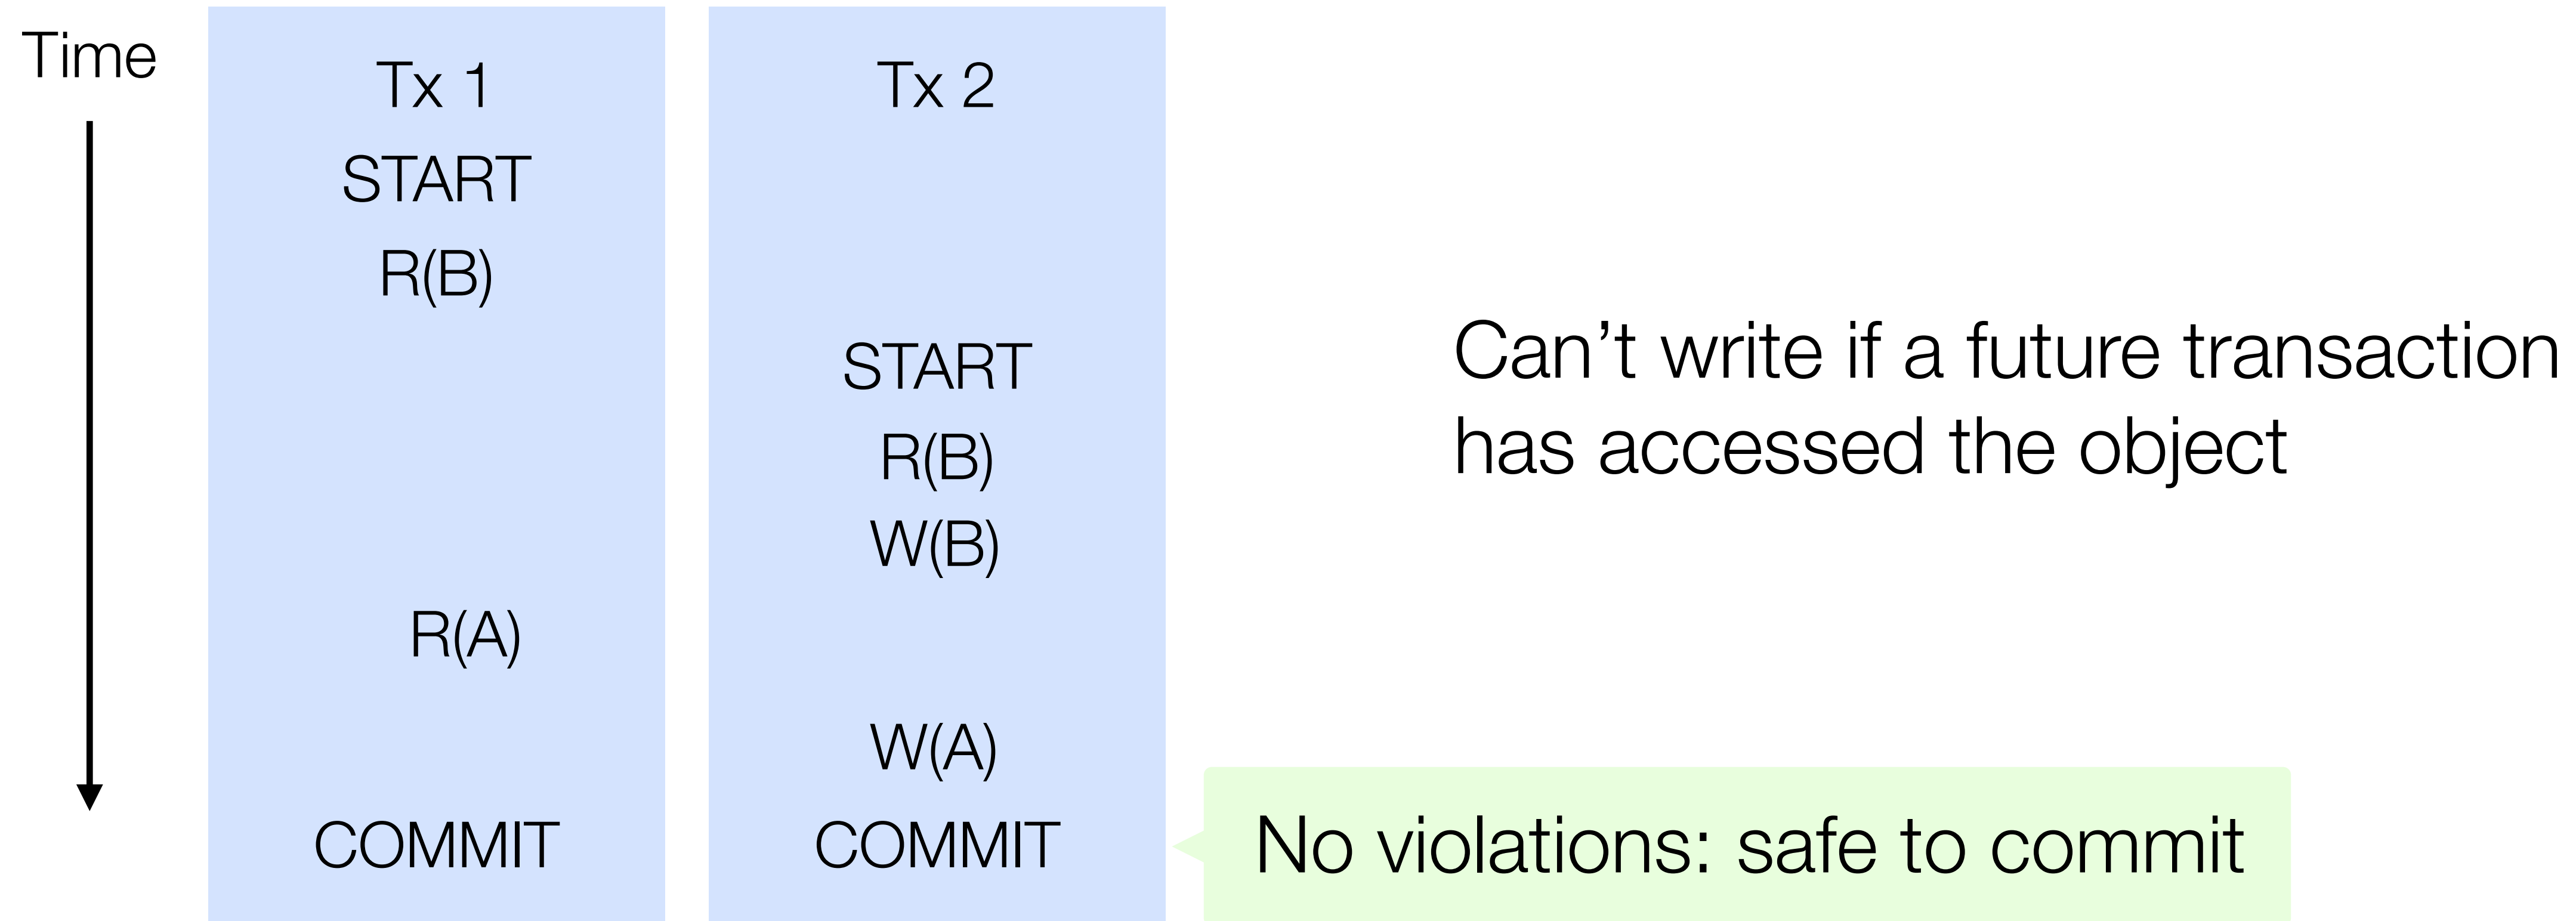 Time
Tx 1
START
R(B)
R(A)
COMMIT
Tx 2
START
R(B)
W(B)
W(A)
COMMIT
Can’t write if a future transaction
has accessed the object
No violations: safe to commit